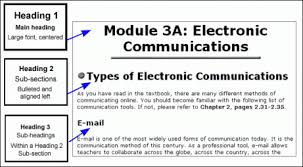 Heading 1
Main heading
Large font, centered
Heading 2
Sub-sections
Bulleted and
aligned left
Heading 3
Sub-headings
Within a Section
Aligned left
Module 3A: Electronic
Communications
Types of Electronic Communications
As you have read in the textbook, there are many different methods of
communicating online. You should become familiar with the following list of
communication tools. If not, please refer to Chapter 2, pages 2.31-2.35.
E-mail
E-mail is one of the most widely used forms of communication today. It is the
communication method of this century. As a professional tool, e-mail allows
teachers to collaborate across the school, across the country, across the